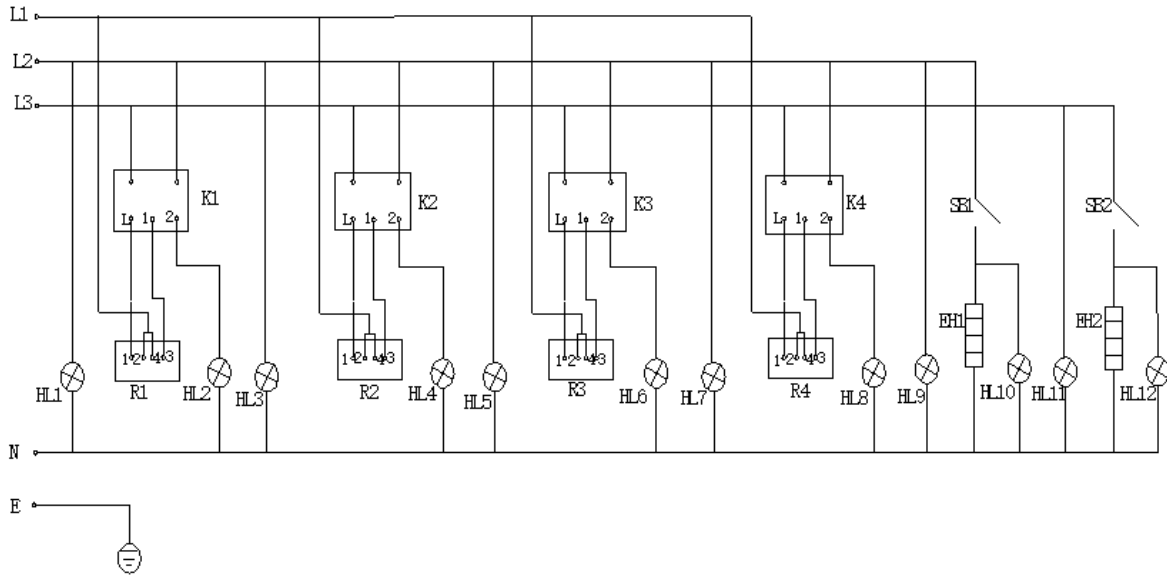 L1
L2
L3
K1 K2 K3 K4 SB1 SB2
L 1 2 L 1 2 L 1 2 L 1 2
EH1 EH2
1 2 4 3 1 2 4 3 1 2 4 3 1 2 4 3
HL1 R1 HL2 HL3 R2 HL4 HL5 R3 HL6 HL7 R4 HL8 HL9 HL10 HL11 HL12
N
E